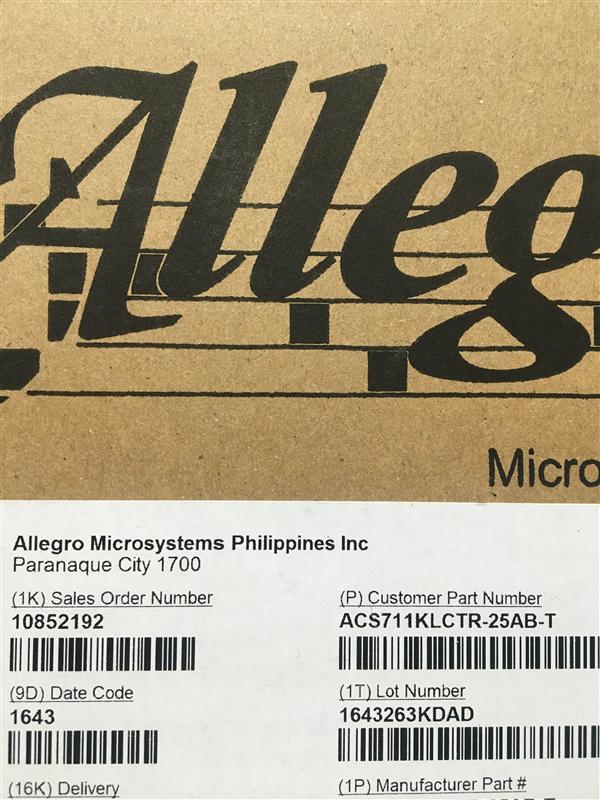 Alleg
Micro
Allegro Microsystems Philippines Inc
Paranaque City 1700
(1K) Sales Order Number
10852192
(P) Customer Part Number
ACS711KLCTR-25AB-T
(9D) Date Code
1643
(1T) Lot Number
1643263KDAD
(16K) Delivery
(1P) Manufacturer Part #